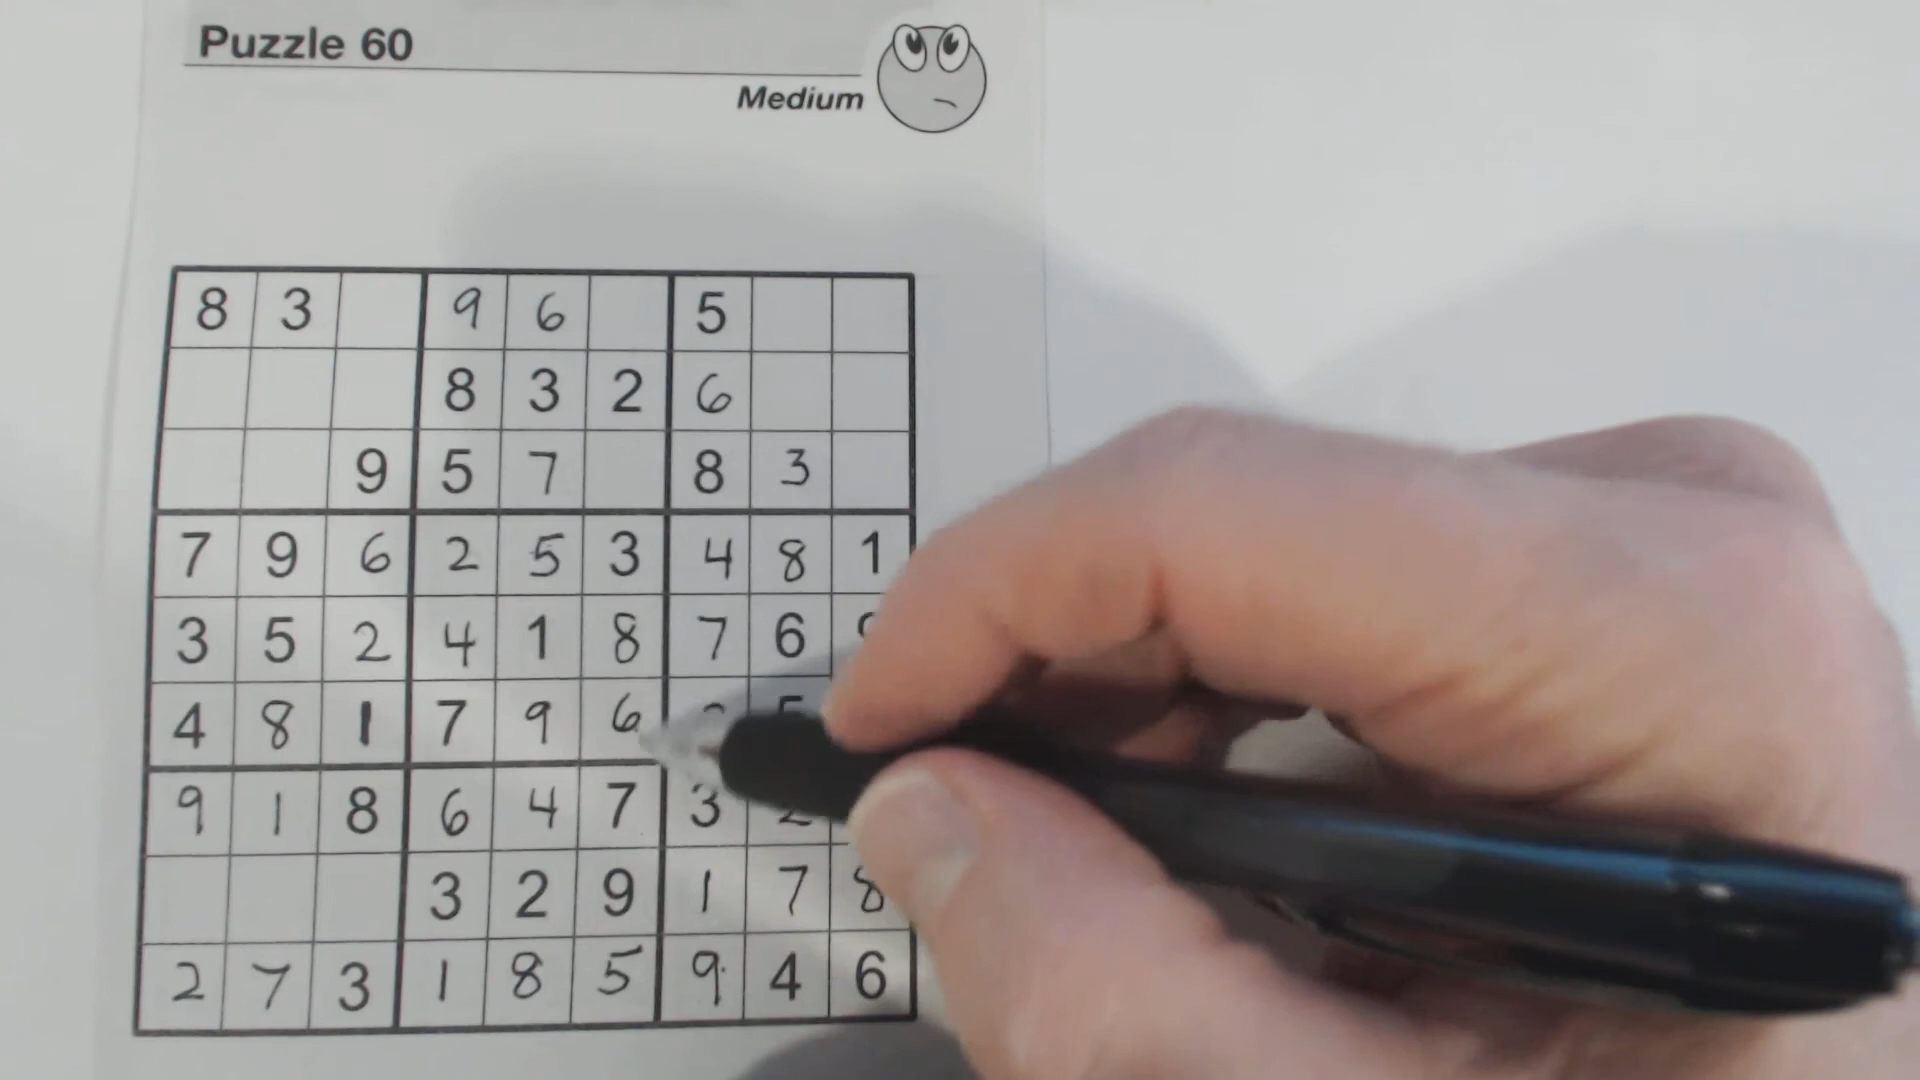 Puzzle 60
Medium
8 3 9 6 5
8 3 2 6
9 5 7 8 3
7 9 6 2 5 3 4 8 1
3 5 2 4 1 8 7 6
4 8 1 7 9 6 5
9 1 8 6 4 7 3 2
3 2 9 1 7 8
2 7 3 1 8 5 9 4 6